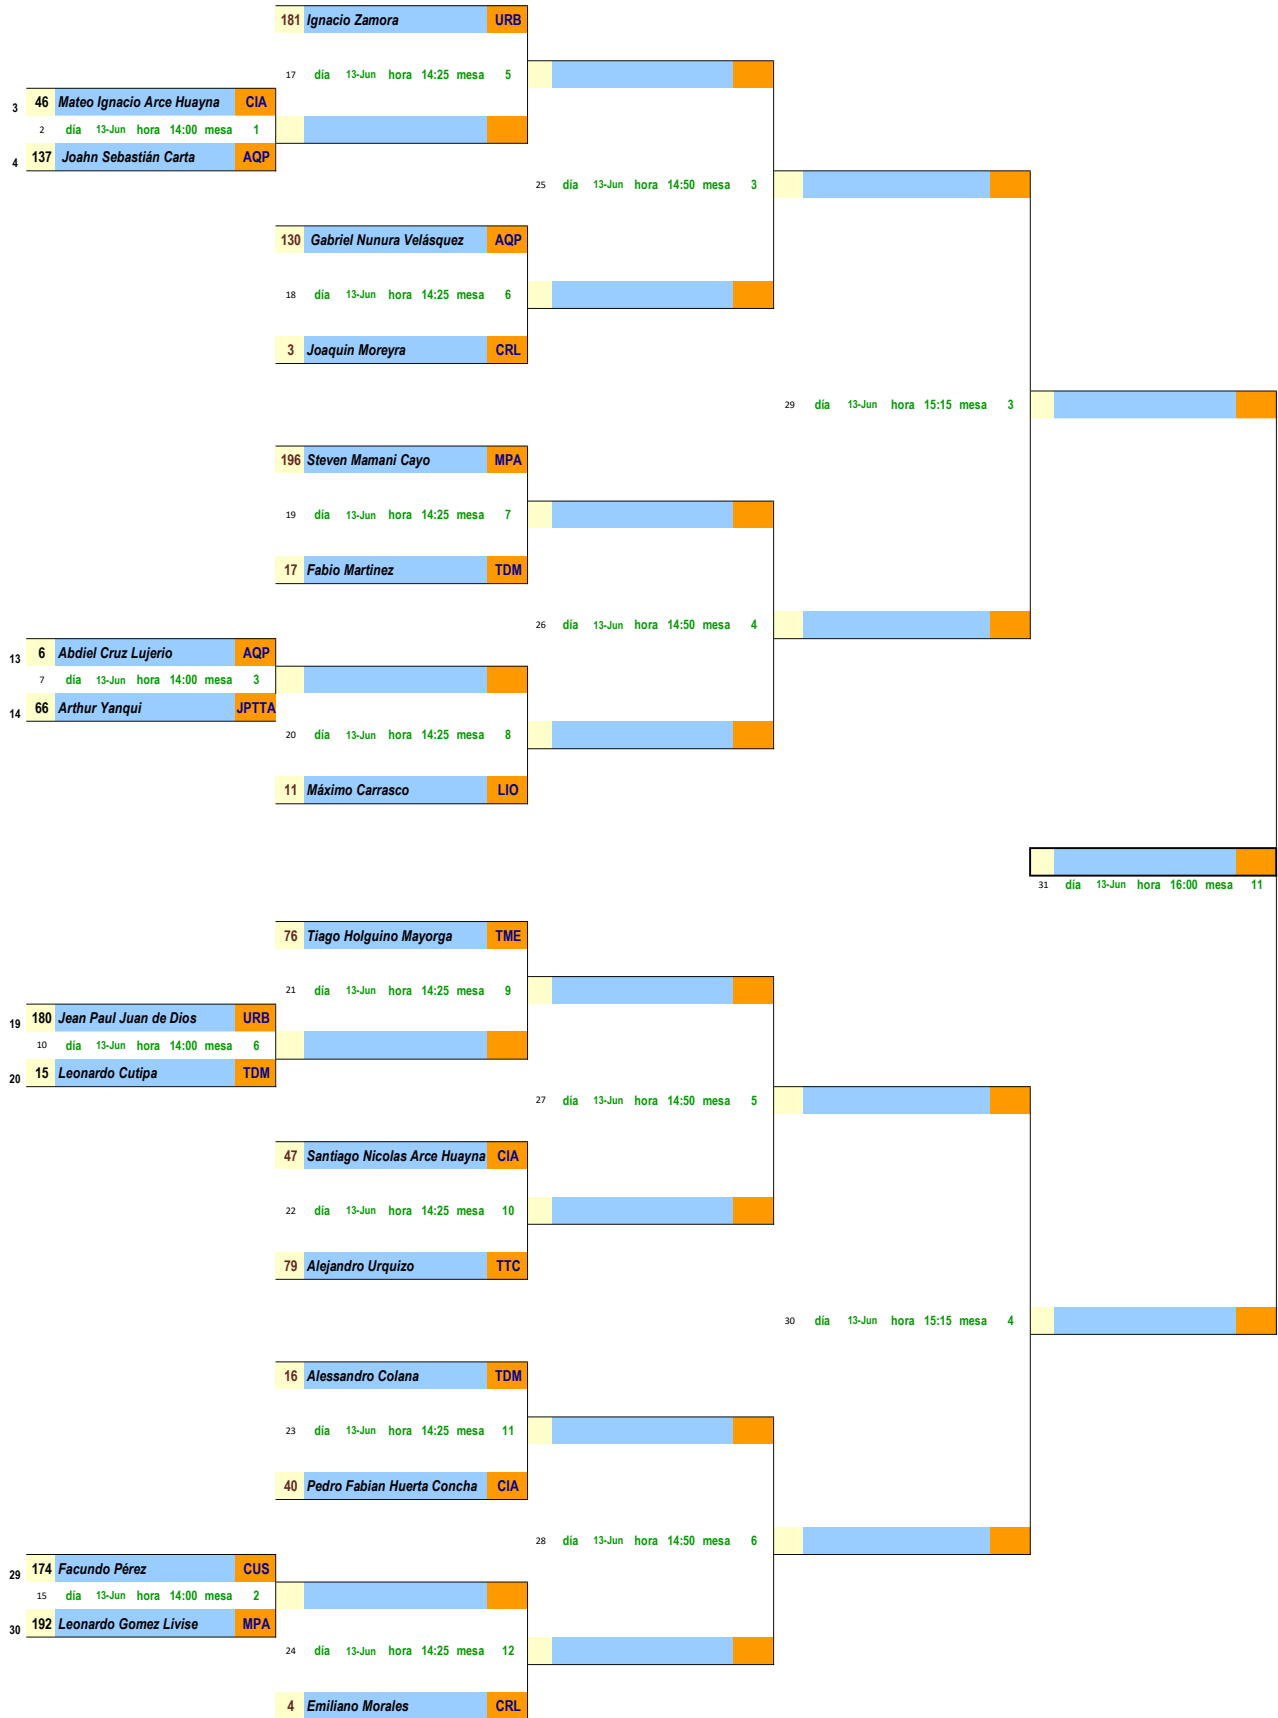 181 Ignacio Zamora URB
17 día 13-Jun hora 14:25 mesa 5
3 46 Mateo Ignacio Arce Huayna CIA
2 día 13-Jun hora 14:00 mesa 1
4 137 Joahn Sebastián Carta AQP
25 día 13-Jun hora 14:50 mesa 3
130 Gabriel Nunura Velásquez AQP
18 día 13-Jun hora 14:25 mesa 6
3 Joaquin Moreyra CRL
29 día 13-Jun hora 15:15 mesa 3
196 Steven Mamani Cayo MPA
19 día 13-Jun hora 14:25 mesa 7
17 Fabio Martinez TDM
26 día 13-Jun hora 14:50 mesa 4
13 6 Abdiel Cruz Lujerio AQP
7 día 13-Jun hora 14:00 mesa 3
14 66 Arthur Yanqui JPTTA
20 día 13-Jun hora 14:25 mesa 8
11 Máximo Carrasco LIO
31 día 13-Jun hora 16:00 mesa 11
76 Tiago Holguino Mayorga TME
21 día 13-Jun hora 14:25 mesa 9
19 180 Jean Paul Juan de Dios URB
10 día 13-Jun hora 14:00 mesa 6
20 15 Leonardo Cutipa TDM
27 día 13-Jun hora 14:50 mesa 5
47 Santiago Nicolas Arce Huayna CIA
22 día 13-Jun hora 14:25 mesa 10
79 Alejandro Urquizo TTC
30 día 13-Jun hora 15:15 mesa 4
16 Alessandro Colana TDM
23 día 13-Jun hora 14:25 mesa 11
40 Pedro Fabian Huerta Concha CIA
28 día 13-Jun hora 14:50 mesa 6
29 174 Facundo Pérez CUS
15 día 13-Jun hora 14:00 mesa 2
30 192 Leonardo Gomez Livise MPA
24 día 13-Jun hora 14:25 mesa 12
4 Emiliano Morales CRL